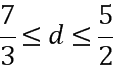 7/3 ≤ d ≤ 5/2